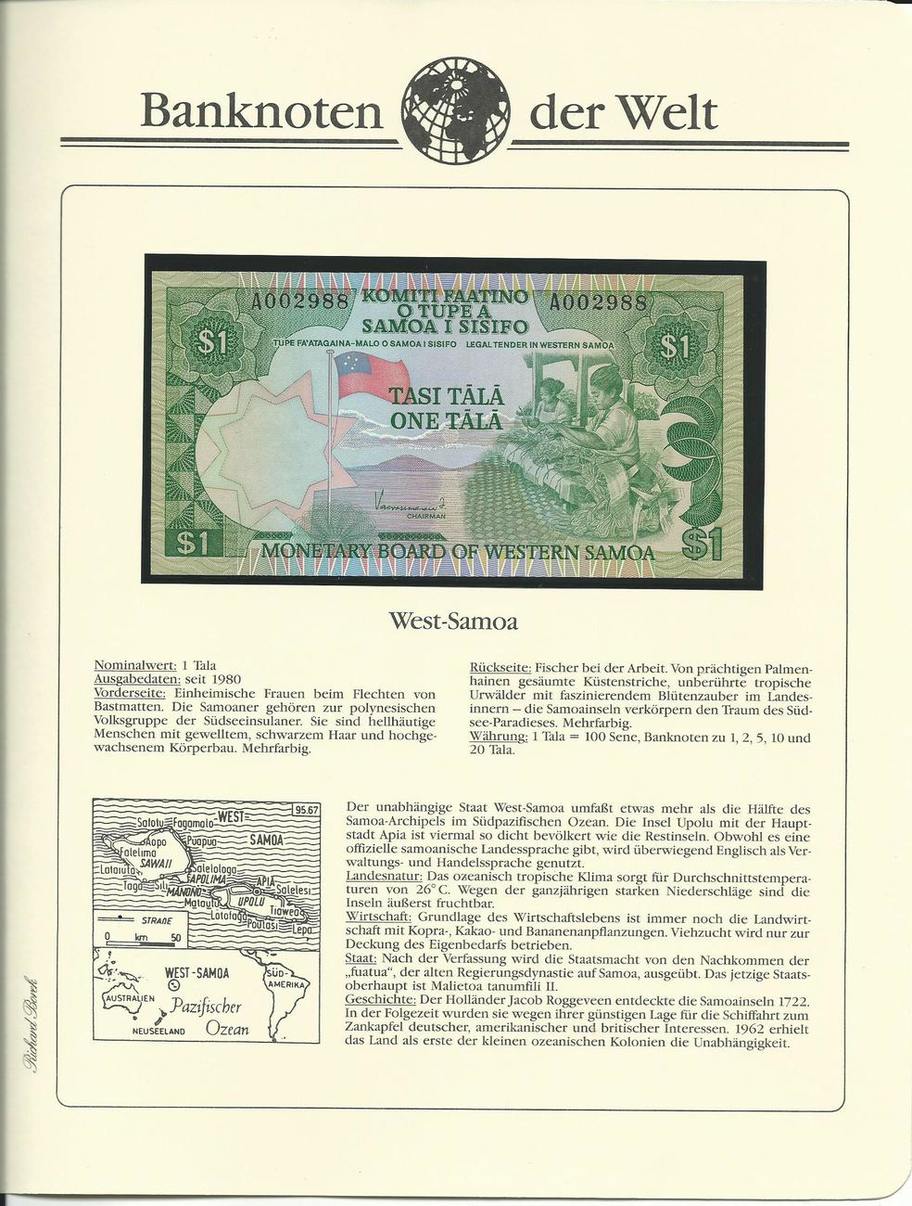 Banknoten der Welt
A002988 KOMITI FAATINO A002988
O TUPE A
SAMOA I SISIFO
$1 $1
TUPE FA'ATAGAINA-MALO O SAMOA I SISIFO LEGAL TENDER IN WESTERN SAMOA
TASI TĀLĀ
ONE TĀLĀ
CHAIRMAN
$1 MONETARY BOARD OF WESTERN SAMOA $1
West-Samoa
Nominalwert: 1 Tala
Ausgabedaten: seit 1980
Vorderseite: Einheimische Frauen beim Flechten von
Bastmatten. Die Samoaner gehören zur polynesischen
Volksgruppe der Südseeinsulaner. Sie sind hellhäutige
Menschen mit gewelltem, schwarzem Haar und hochge-
wachsenem Körperbau. Mehrfarbig.
Rückseite: Fischer bei der Arbeit. Von prächtigen Palmen-
hainen gesäumte Küstenstriche, unberührte tropische
Urwälder mit faszinierendem Blütenzauber im Landes-
innern – die Samoainseln verkörpern den Traum des Süd-
see-Paradieses. Mehrfarbig.
Währung: 1 Tala = 100 Sene, Banknoten zu 1, 2, 5, 10 und
20 Tala.
95.67
WEST-
SAMOA
Safotu Fagamalo
Aopo Puapua
Falelima
SAWAII
Lataiuta
Salelologa
Taga Sili
APOLIMA
MANONO
APIA Salelesi
Matautu
UPOLU
Tiawea
Lotofaga
Poutasi
Lepa
STRAßE
0 km 50
WEST-SAMOA
SÜD-
AMERIKA
AUSTRALIEN
Pazifischer
Ozean
NEUSEELAND
Der unabhängige Staat West-Samoa umfaßt etwas mehr als die Hälfte des
Samoa-Archipels im Südpazifischen Ozean. Die Insel Upolu mit der Haupt-
stadt Apia ist viermal so dicht bevölkert wie die Restinseln. Obwohl es eine
offizielle samoanische Landessprache gibt, wird überwiegend Englisch als Ver-
waltungs- und Handelssprache genutzt.
Landesnatur: Das ozeanisch tropische Klima sorgt für Durchschnittstempera-
turen von 26° C. Wegen der ganzjährigen starken Niederschläge sind die
Inseln äußerst fruchtbar.
Wirtschaft: Grundlage des Wirtschaftslebens ist immer noch die Landwirt-
schaft mit Kopra-, Kakao- und Bananenanpflanzungen. Viehzucht wird nur zur
Deckung des Eigenbedarfs betrieben.
Staat: Nach der Verfassung wird die Staatsmacht von den Nachkommen der
„fuatua“, der alten Regierungsdynastie auf Samoa, ausgeübt. Das jetzige Staats-
oberhaupt ist Malietoa tanumfili II.
Geschichte: Der Holländer Jacob Roggeveen entdeckte die Samoainseln 1722.
In der Folgezeit wurden sie wegen ihrer günstigen Lage für die Schiffahrt zum
Zankapfel deutscher, amerikanischer und britischer Interessen. 1962 erhielt
das Land als erste der kleinen ozeanischen Kolonien die Unabhängigkeit.
Richard Borek